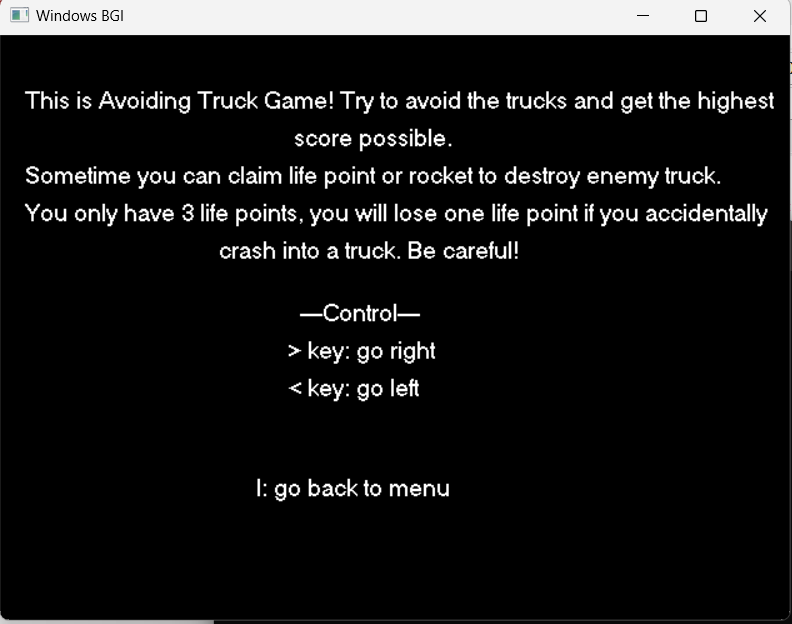 Windows BGI
This is Avoiding Truck Game! Try to avoid the trucks and get the highest
score possible.
Sometime you can claim life point or rocket to destroy enemy truck.
You only have 3 life points, you will lose one life point if you accidentally
crash into a truck. Be careful!
—Control—
> key: go right
< key: go left
I: go back to menu